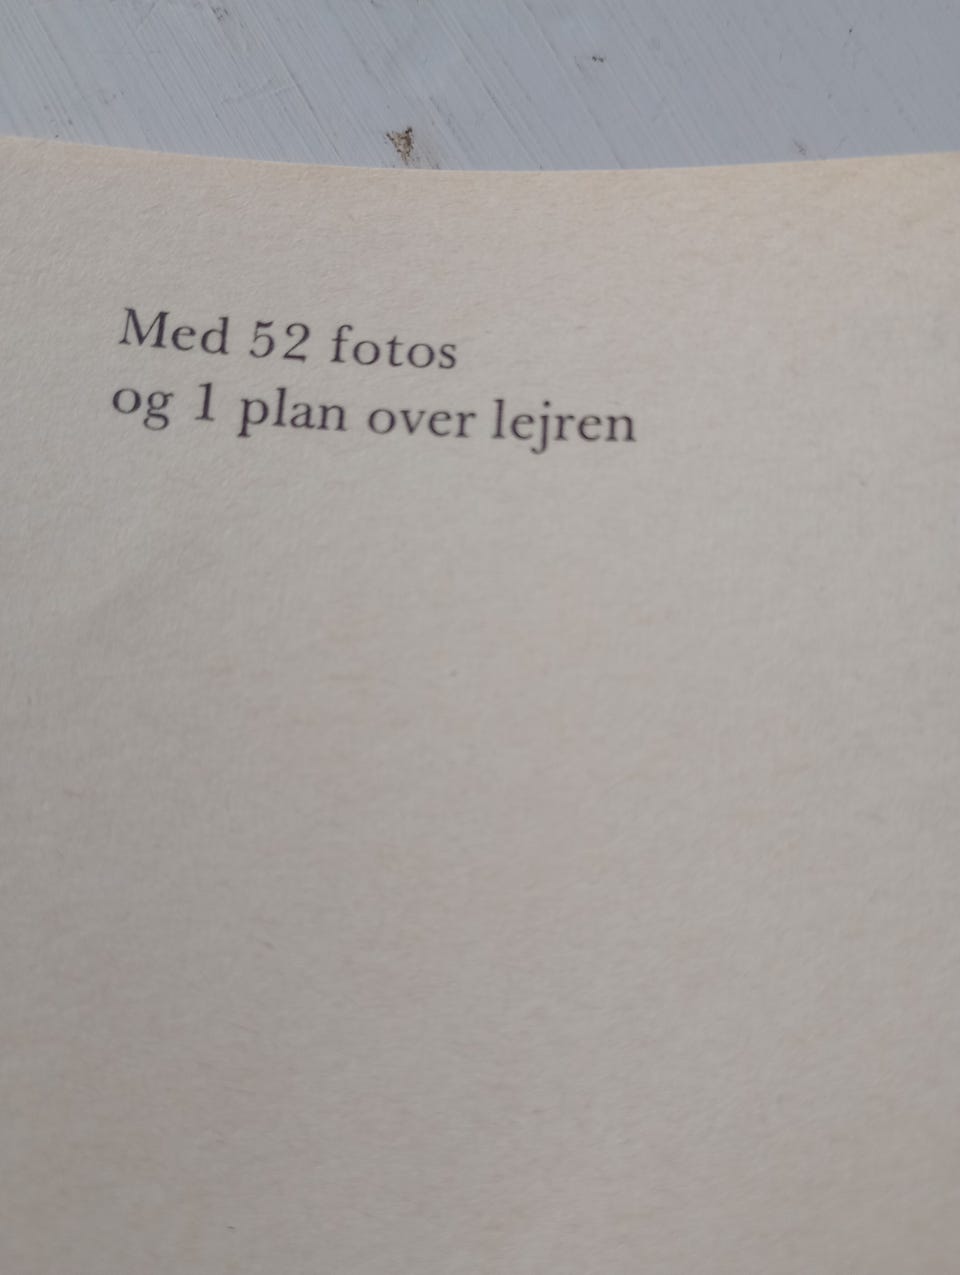 Med 52 fotos
og 1 plan over lejren